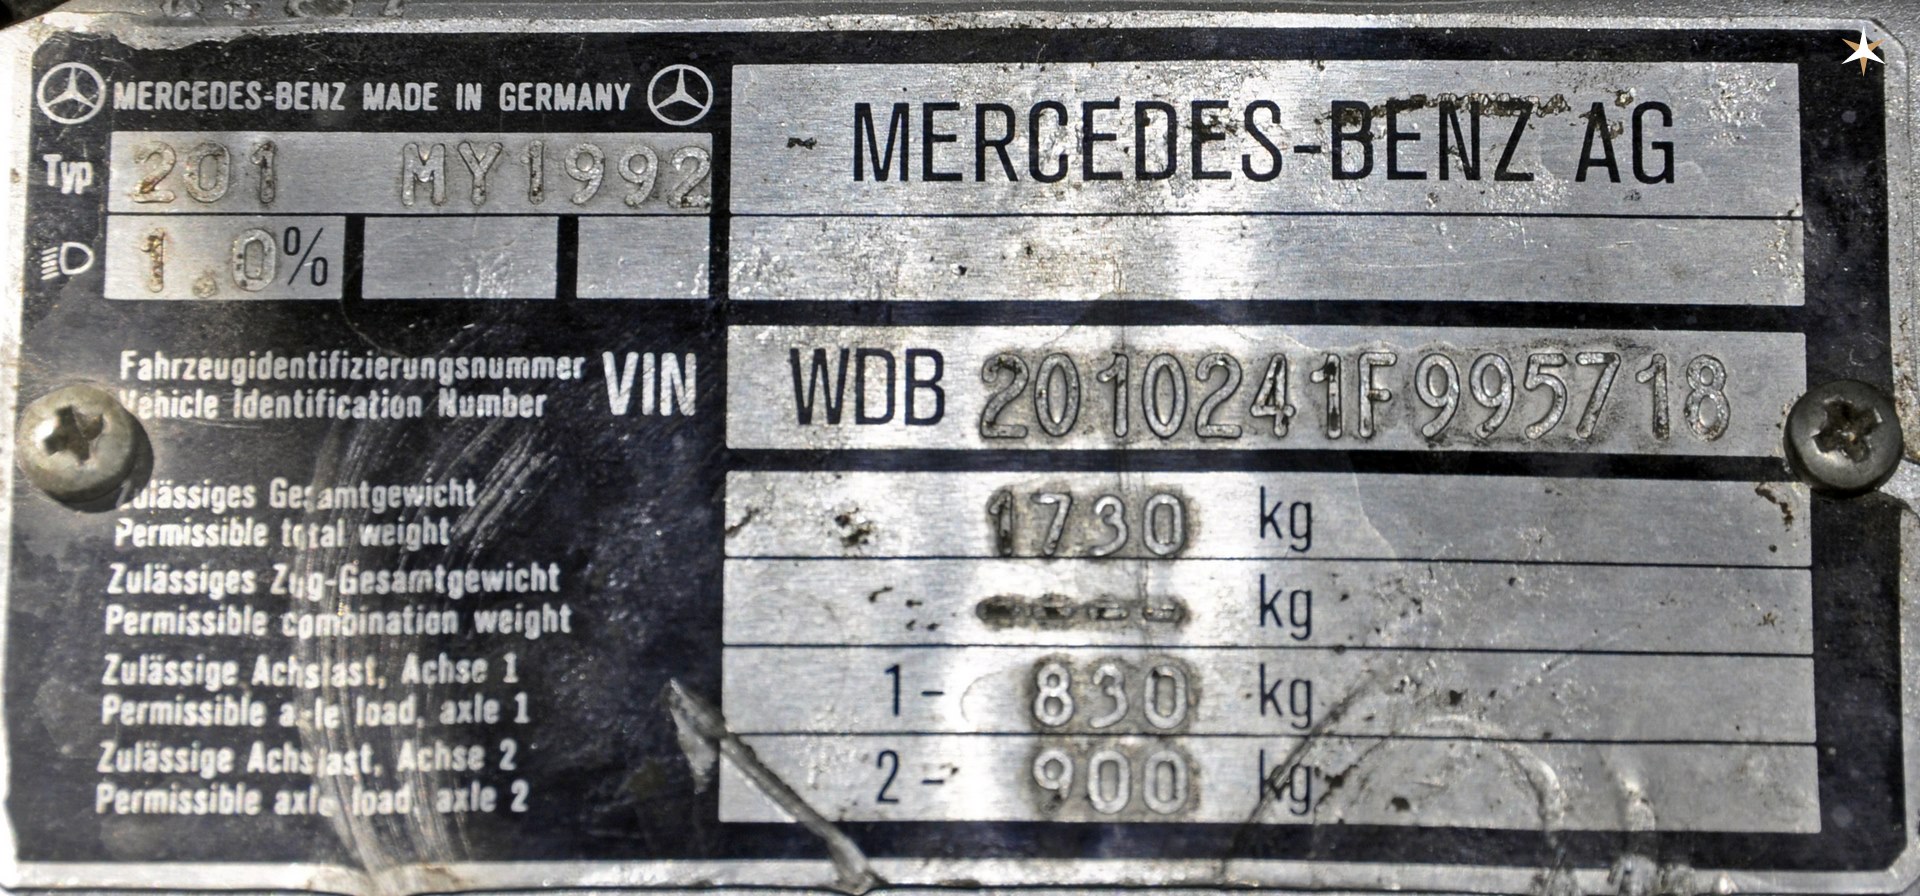 MERCEDES-BENZ MADE IN GERMANY
Typ 201 MY1992
1.0%
MERCEDES-BENZ AG
Fahrzeugidentifizierungsnummer
Vehicle Identification Number
VIN
WDB 2010241F995718
Zulässiges Gesamtgewicht
Permissible total weight
1730 kg
Zulässiges Zug-Gesamtgewicht
Permissible combination weight
---- kg
Zulässige Achslast, Achse 1
Permissible axle load, axle 1
1- 830 kg
Zulässige Achslast, Achse 2
Permissible axle load, axle 2
2- 900 kg